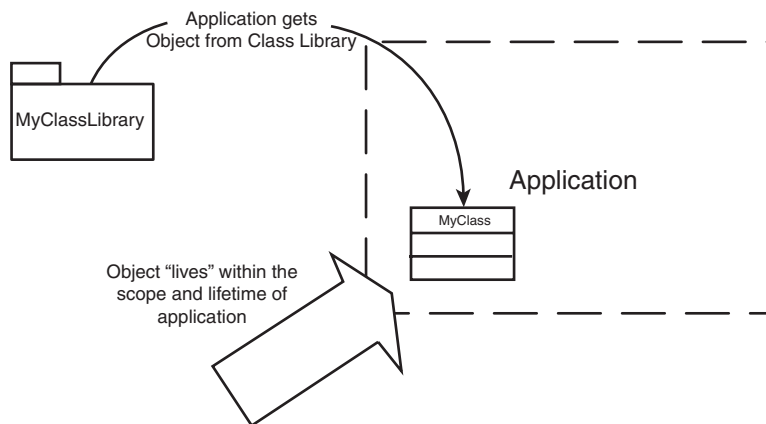 Application gets
Object from Class Library
MyClassLibrary
Application
MyClass
Object “lives” within the
scope and lifetime of
application